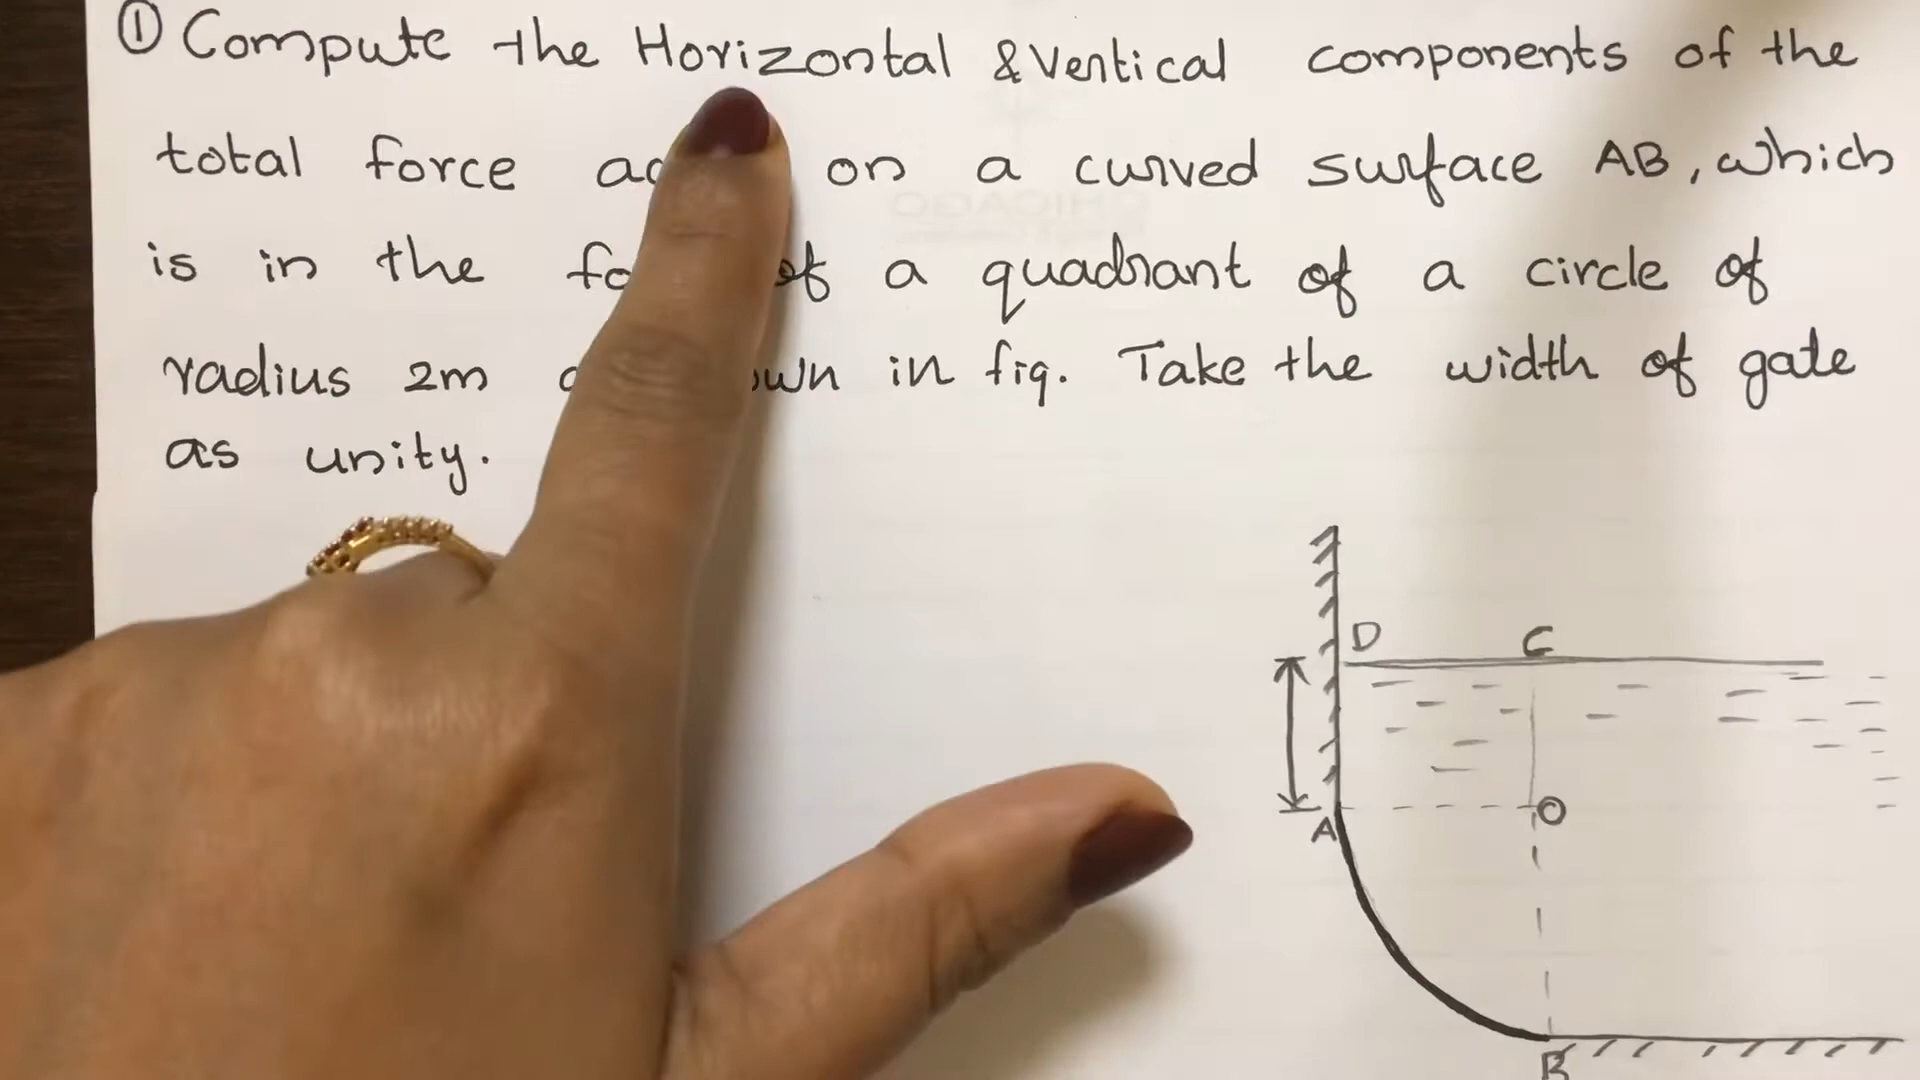 ① Compute the Horizontal & Vertical components of the
total force on a curved surface AB, which
is in the of a quadrant of a circle of
radius 2m in fig. Take the width of gate
as unity.
D C
A O
B